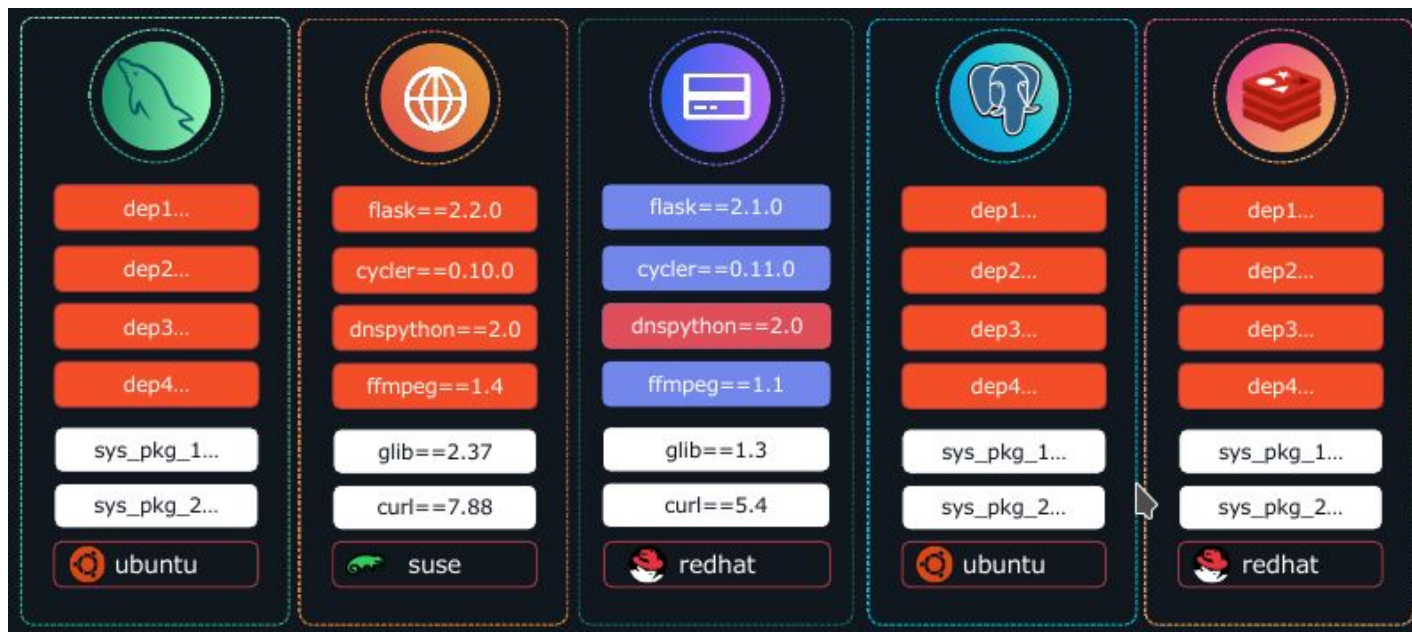 dep1...
dep2...
dep3...
dep4...
sys_pkg_1...
sys_pkg_2...
ubuntu
flask==2.2.0
cycler==0.10.0
dnspython==2.0
ffmpeg==1.4
glib==2.37
curl==7.88
suse
flask==2.1.0
cycler==0.11.0
dnspython==2.0
ffmpeg==1.1
glib==1.3
curl==5.4
redhat
dep1...
dep2...
dep3...
dep4...
sys_pkg_1...
sys_pkg_2...
ubuntu
dep1...
dep2...
dep3...
dep4...
sys_pkg_1...
sys_pkg_2...
redhat